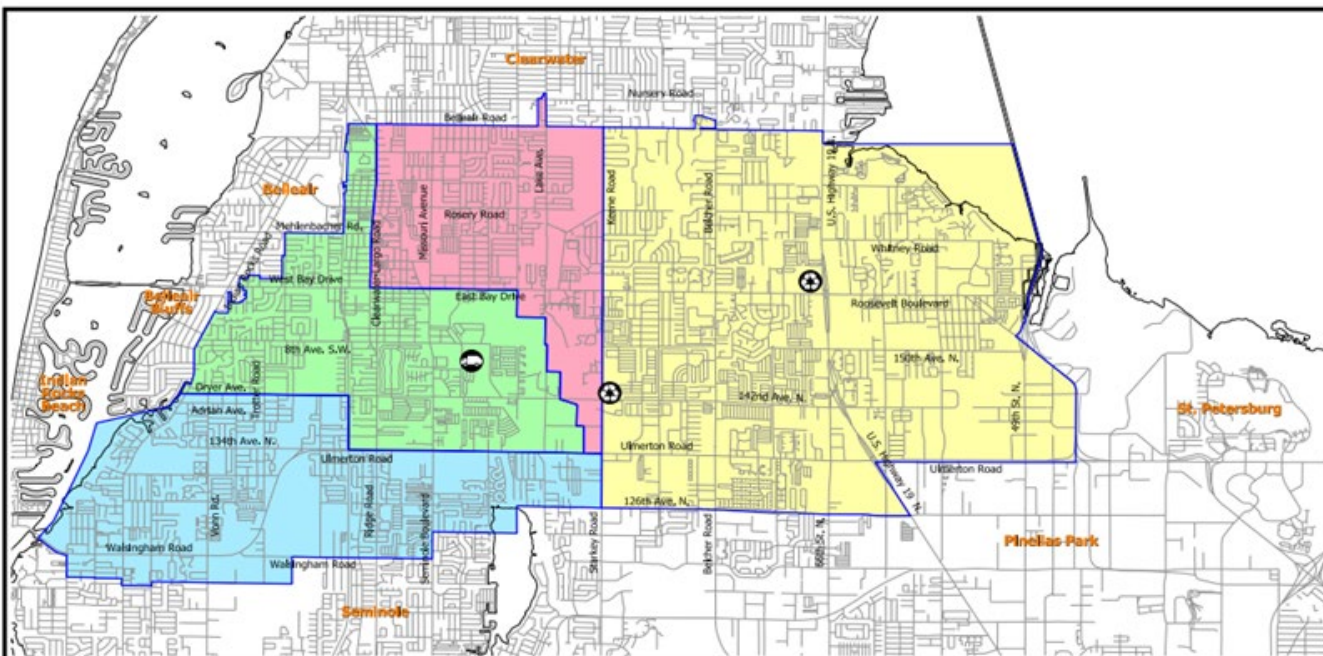 Clearwater
Nursery Road
Belleair Road
U.S. Highway 19 N.
Lake Ave.
Keene Road
Belcher Road
Belleair
Missouri Avenue
Rosery Road
Mehlenbacher Rd.
Clearwater-Largo Road
Whitney Road
West Bay Drive
East Bay Drive
Roosevelt Boulevard
Belleair
Bluffs
8th Ave. S.W.
150th Ave. N.
Indian
Rocks
Beach
Dryer Ave.
Trotter Road
142nd Ave. N.
49th St. N.
St. Petersburg
Adrian Ave.
134th Ave. N.
Ulmerton Road
Ulmerton Road
U.S. Highway 19 N.
Ulmerton Road
Vonn Rd.
Ridge Road
Seminole Boulevard
126th Ave. N.
Starkey Road
Belcher Road
66th St. N.
Pinellas Park
Walsingham Road
Walsingham Road
Seminole